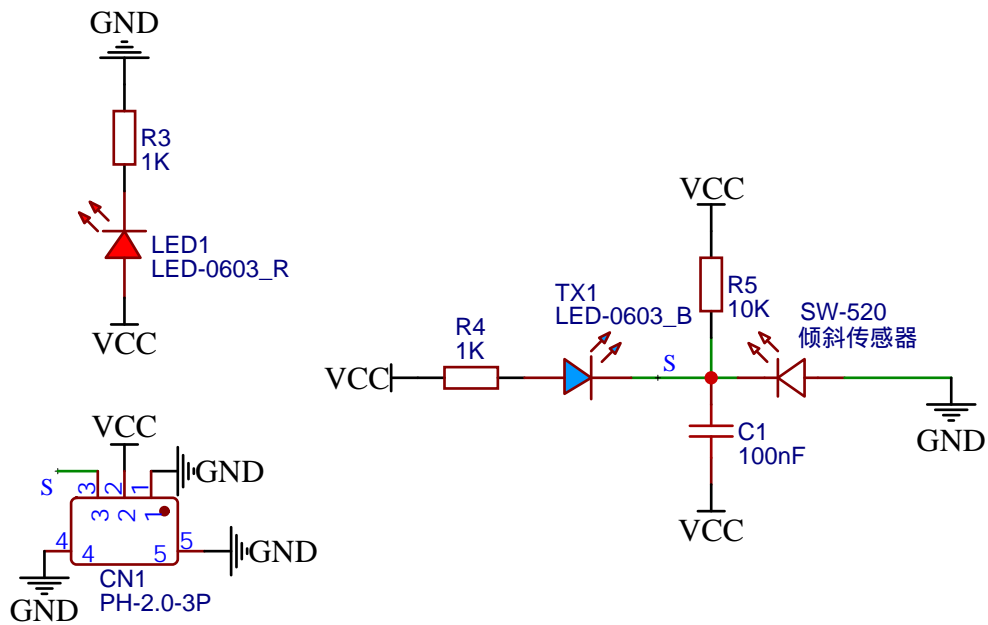 GND
R3
1K
LED1
LED-0603_R
VCC
VCC
R5
10K
TX1
LED-0603_B
SW-520
倾斜传感器
R4
1K
VCC
S
GND
C1
100nF
VCC
VCC
GND
S
3
2
1
3
2
1
4
4
5
5
GND
GND
CN1
PH-2.0-3P